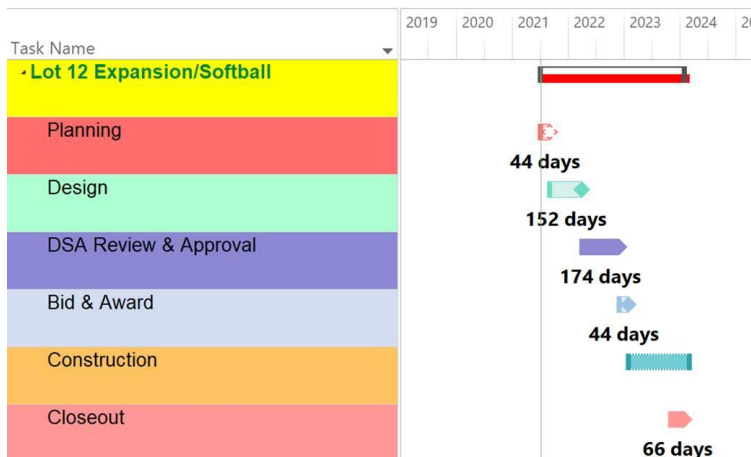 2019 2020 2021 2022 2023 2024
Task Name
Lot 12 Expansion/Softball
Planning
44 days
Design
152 days
DSA Review & Approval
174 days
Bid & Award
44 days
Construction
Closeout
66 days